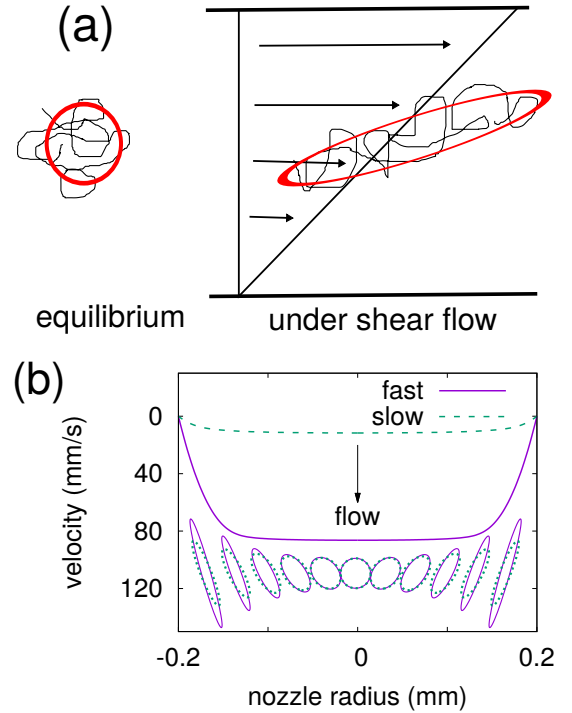 (a)
equilibrium
under shear flow
(b)
fast
slow
flow
velocity (mm/s)
0
40
80
120
-0.2
0
0.2
nozzle radius (mm)